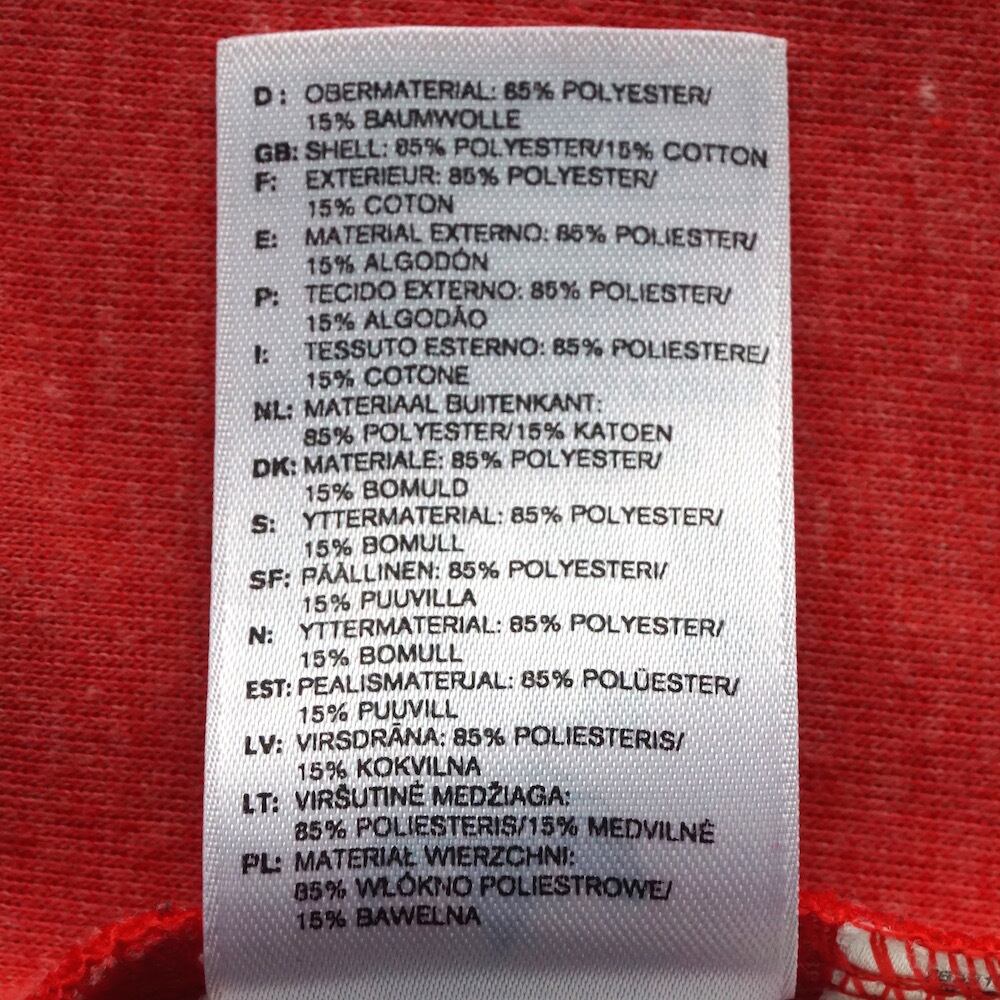 D: OBERMATERIAL: 85% POLYESTER/
15% BAUMWOLLE
GB: SHELL: 85% POLYESTER/15% COTTON
F: EXTERIEUR: 85% POLYESTER/
15% COTON
E: MATERIAL EXTERNO: 85% POLIESTER/
15% ALGODÓN
P: TECIDO EXTERNO: 85% POLIESTER/
15% ALGODÃO
I: TESSUTO ESTERNO: 85% POLIESTERE/
15% COTONE
NL: MATERIAAL BUITENKANT:
85% POLYESTER/15% KATOEN
DK: MATERIALE: 85% POLYESTER/
15% BOMULD
S: YTTERMATERIAL: 85% POLYESTER/
15% BOMULL
SF: PÄÄLLINEN: 85% POLYESTERI/
15% PUUVILLA
N: YTTERMATERIAL: 85% POLYESTER/
15% BOMULL
EST: PEALISMATERJAL: 85% POLÜESTER/
15% PUUVILL
LV: VIRSDRĀNA: 85% POLIESTERIS/
15% KOKVILNA
LT: VIRŠUTINĖ MEDŽIAGA:
85% POLIESTERIS/15% MEDVILNĖ
PL: MATERIAŁ WIERZCHNI:
85% WŁÓKNO POLIESTROWE/
15% BAWEŁNA